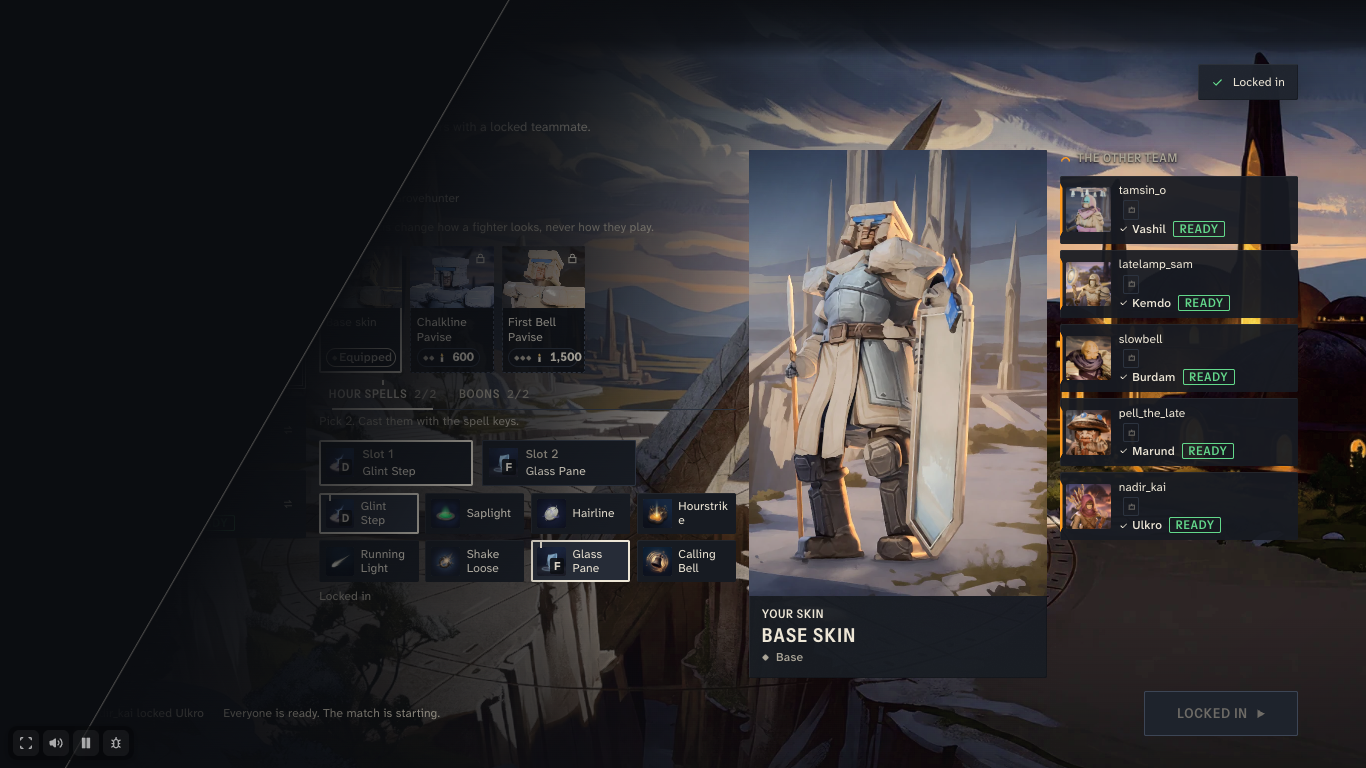 Locked in
with a locked teammate.
THE OTHER TEAM
tamsin_o
Vashil READY
latelamp_sam
Kemdo READY
slowbell
Burdam READY
pell_the_late
Marund READY
nadir_kai
Ulkro READY
how a fighter looks, never how they play.
skin
Equipped
Chalkline
Pavise
600
First Bell
Pavise
1,500
HOUR SPELLS 2/2
BOONS 2/2
Pick 2. Cast them with the spell keys.
D
Slot 1
Glint Step
F
Slot 2
Glass Pane
D
Glint
Step
Saplight
Hairline
Hourstrik
e
Running
Light
Shake
Loose
F
Glass
Pane
Calling
Bell
Locked in
YOUR SKIN
BASE SKIN
Base
locked Ulkro
Everyone is ready. The match is starting.
LOCKED IN